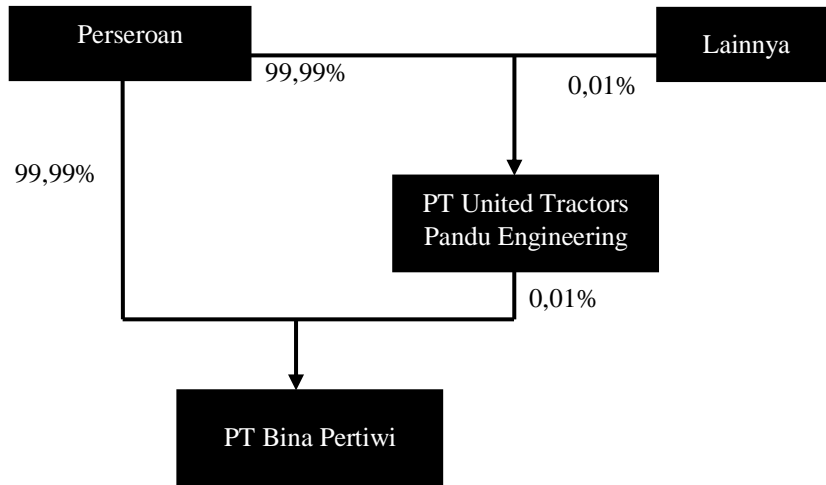 Perseroan
Lainnya
99,99%
0,01%
99,99%
PT United Tractors
Pandu Engineering
0,01%
PT Bina Pertiwi